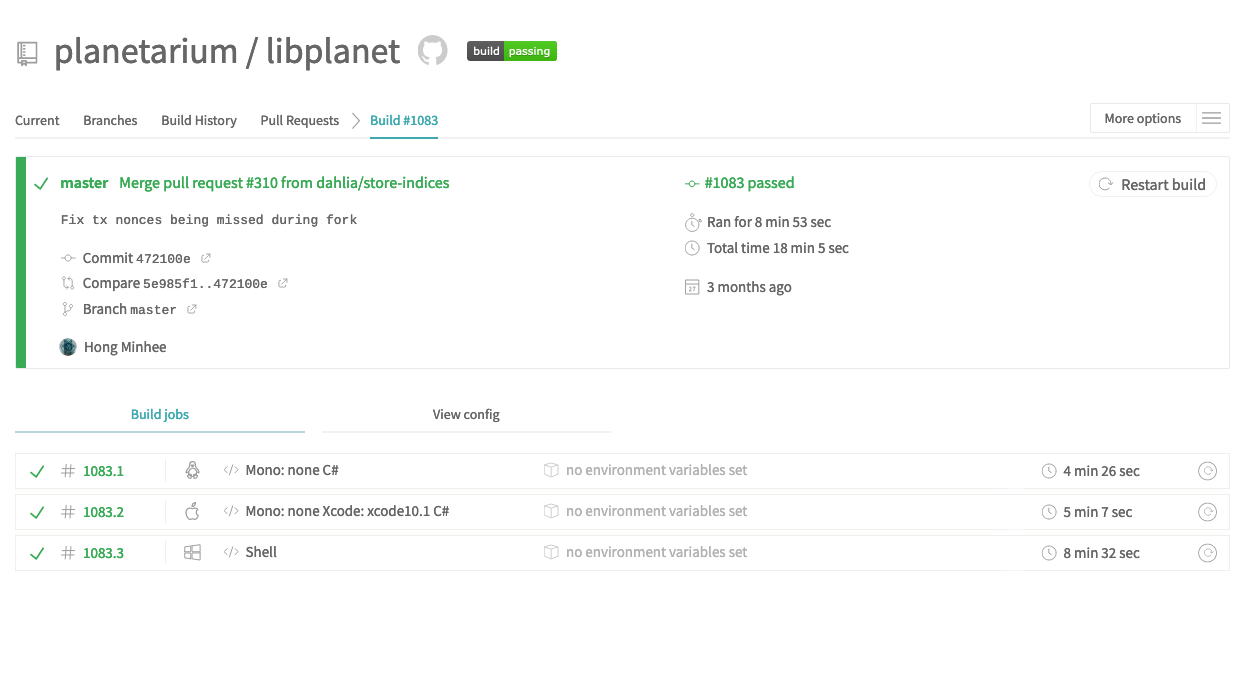 planetarium / libplanet build passing
Current Branches Build History Pull Requests Build #1083 More options
master Merge pull request #310 from dahlia/store-indices
Fix tx nonces being missed during fork
Commit 472100e
Compare 5e985f1..472100e
Branch master
Hong Minhee
#1083 passed
Ran for 8 min 53 sec
Total time 18 min 5 sec
27
3 months ago
Restart build
Build jobs View config
# 1083.1 </> Mono: none C# no environment variables set 4 min 26 sec
# 1083.2 </> Mono: none Xcode: xcode10.1 C# no environment variables set 5 min 7 sec
# 1083.3 </> Shell no environment variables set 8 min 32 sec